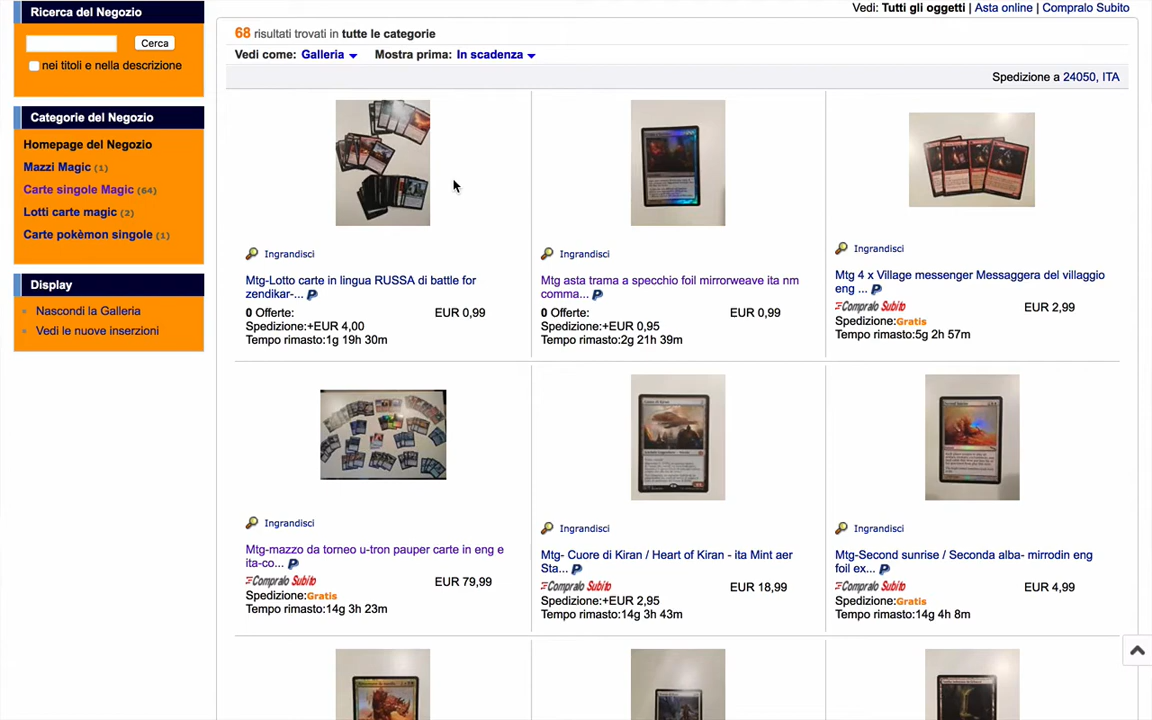 Ricerca del Negozio
Cerca
nei titoli e nella descrizione
Categorie del Negozio
Homepage del Negozio
Mazzi Magic (1)
Carte singole Magic (64)
Lotti carte magic (2)
Carte pokèmon singole (1)
Display
Nascondi la Galleria
Vedi le nuove inserzioni
Vedi: Tutti gli oggetti | Asta online | Compralo Subito
68 risultati trovati in tutte le categorie
Vedi come: Galleria Mostra prima: In scadenza
Spedizione a 24050, ITA
Ingrandisci
Mtg-Lotto carte in lingua RUSSA di battle for
zendikar-...
0 Offerte: EUR 0,99
Spedizione:+EUR 4,00
Tempo rimasto:1g 19h 30m
Ingrandisci
Mtg asta trama a specchio foil mirrorweave ita nm
comma...
0 Offerte: EUR 0,99
Spedizione:+EUR 0,95
Tempo rimasto:2g 21h 39m
Ingrandisci
Mtg 4 x Village messenger Messaggera del villaggio
eng ...
Compralo Subito EUR 2,99
Spedizione:Gratis
Tempo rimasto:5g 2h 57m
Ingrandisci
Mtg-mazzo da torneo u-tron pauper carte in eng e
ita-co...
Compralo Subito EUR 79,99
Spedizione:Gratis
Tempo rimasto:14g 3h 23m
Ingrandisci
Mtg- Cuore di Kiran / Heart of Kiran - ita Mint aer
Sta...
Compralo Subito EUR 18,99
Spedizione:+EUR 2,95
Tempo rimasto:14g 3h 43m
Ingrandisci
Mtg-Second sunrise / Seconda alba- mirrodin eng
foil ex...
Compralo Subito EUR 4,99
Spedizione:Gratis
Tempo rimasto:14g 4h 8m